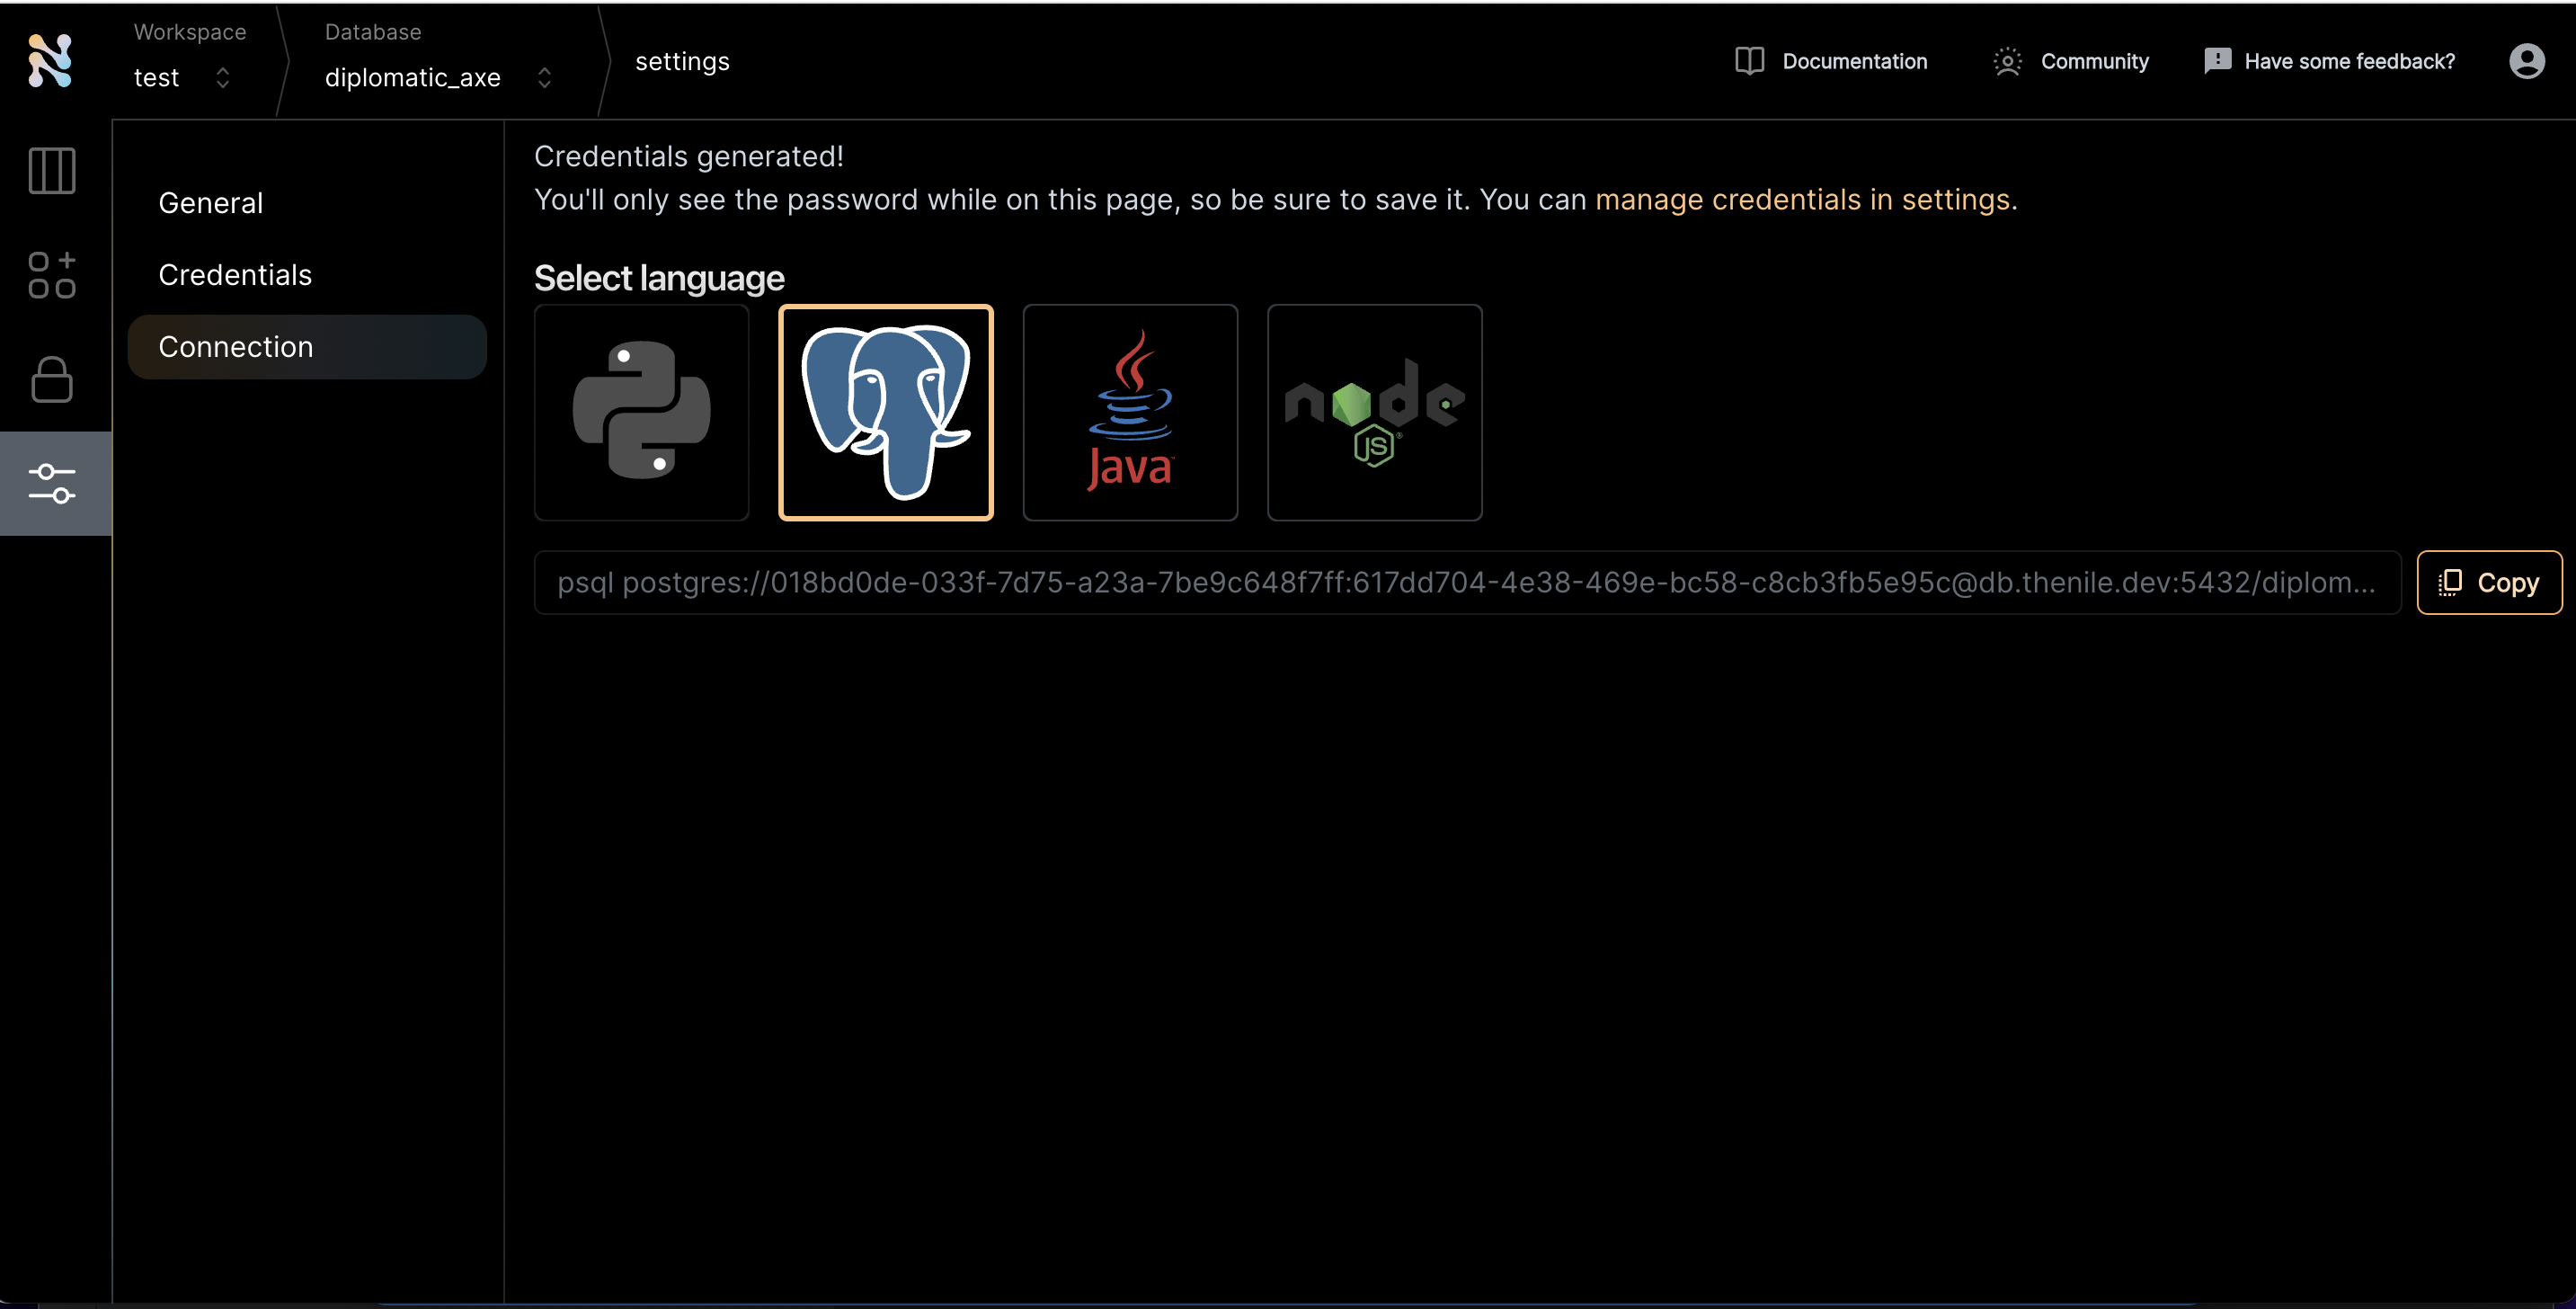 Workspace
test
Database
diplomatic_axe
settings
Documentation
Community
Have some feedback?
General
Credentials
Connection
Credentials generated!
You'll only see the password while on this page, so be sure to save it. You can manage credentials in settings.
Select language
Java
node
JS
psql postgres://018bd0de-033f-7d75-a23a-7be9c648f7ff:617dd704-4e38-469e-bc58-c8cb3fb5e95c@db.thenile.dev:5432/diplom...
Copy